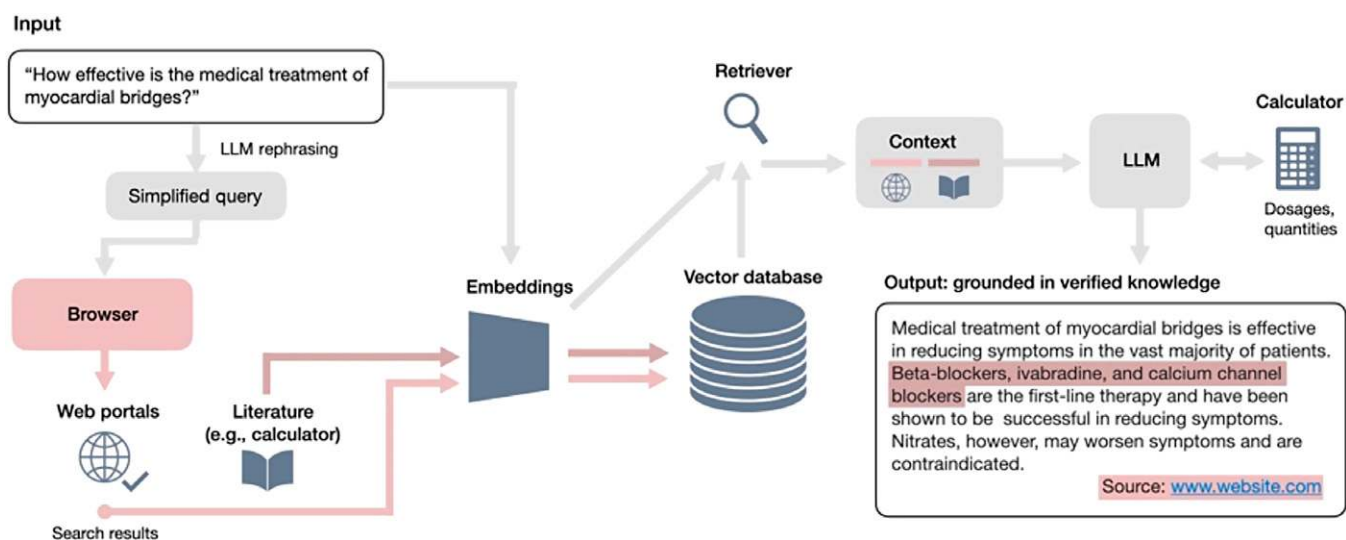 Input
“How effective is the medical treatment of
myocardial bridges?”
LLM rephrasing
Simplified query
Browser
Web portals
Search results
Literature
(e.g., calculator)
Embeddings
Retriever
Vector database
Context
LLM
Calculator
Dosages,
quantities
Output: grounded in verified knowledge
Medical treatment of myocardial bridges is effective
in reducing symptoms in the vast majority of patients.
Beta-blockers, ivabradine, and calcium channel
blockers are the first-line therapy and have been
shown to be successful in reducing symptoms.
Nitrates, however, may worsen symptoms and are
contraindicated.
Source: www.website.com